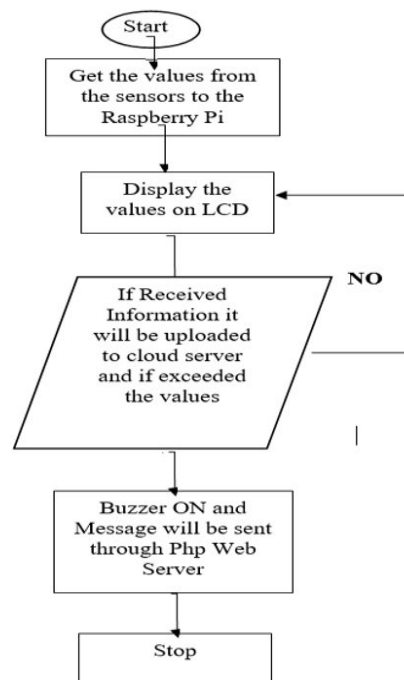 Start
Get the values from
the sensors to the
Raspberry Pi
Display the
values on LCD
NO
If Received
Information it
will be uploaded
to cloud server
and if exceeded
the values
Buzzer ON and
Message will be sent
through Php Web
Server
Stop